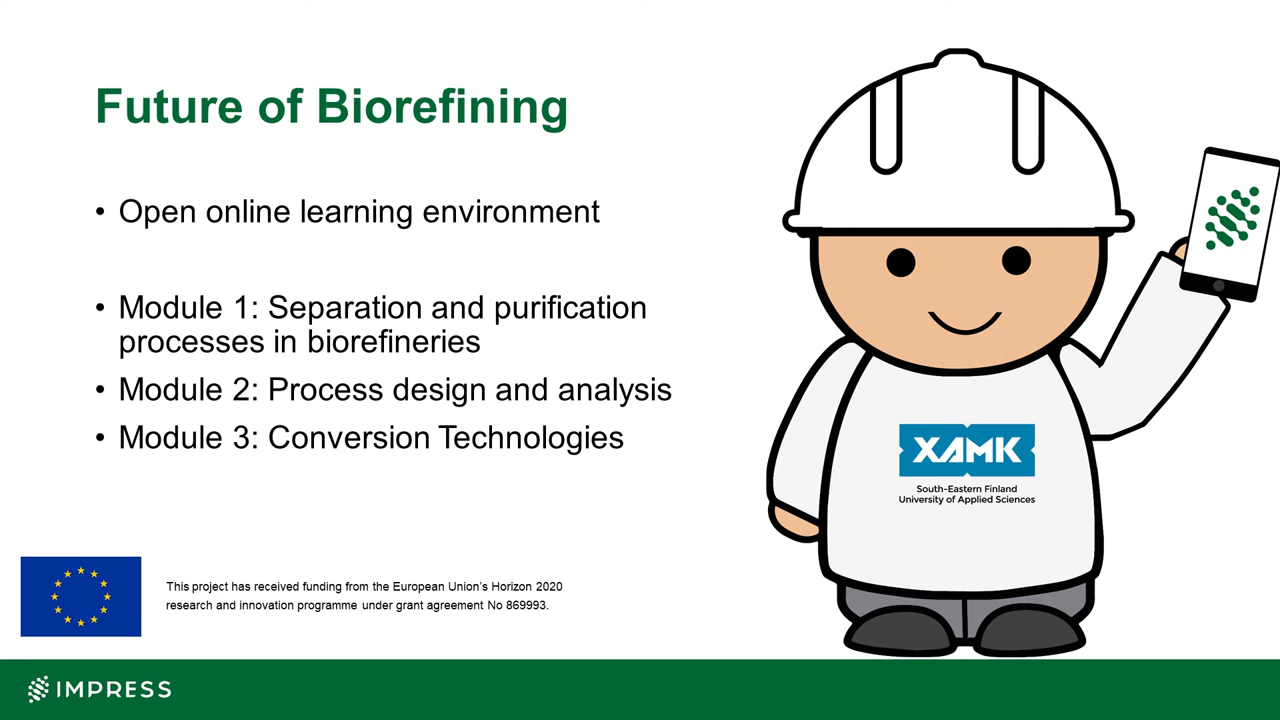 Future of Biorefining
• Open online learning environment
• Module 1: Separation and purification
processes in biorefineries
• Module 2: Process design and analysis
• Module 3: Conversion Technologies
XAMK
South-Eastern Finland
University of Applied Sciences
This project has received funding from the European Union’s Horizon 2020
research and innovation programme under grant agreement No 869993.
IMPRESS